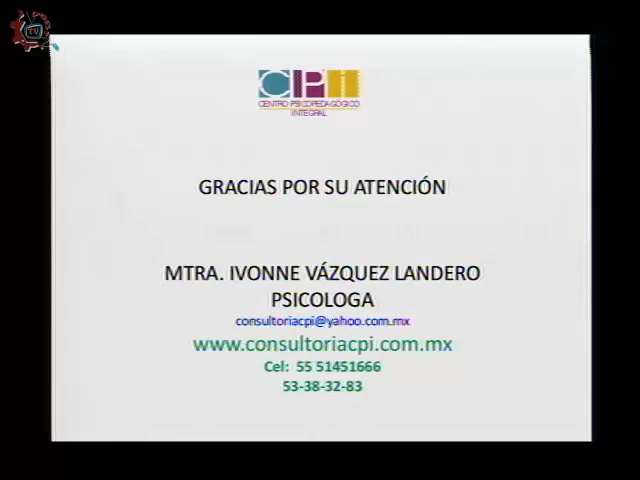 TV
CPi
CENTRO PSICOPEDAGÓGICO
INTEGRAL
GRACIAS POR SU ATENCIÓN
MTRA. IVONNE VÁZQUEZ LANDERO
PSICOLOGA
consultoriacpi@yahoo.com.mx
www.consultoriacpi.com.mx
Cel: 55 51451666
53-38-32-83